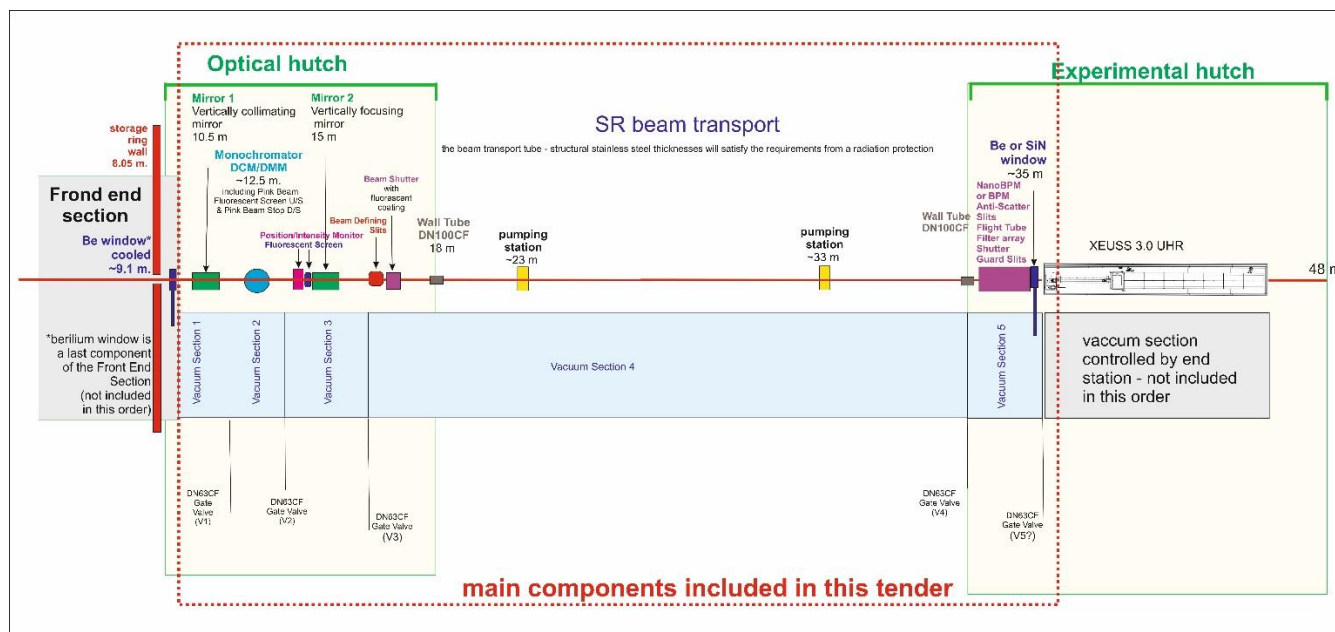 Optical hutch
Experimental hutch
Mirror 1
Vertically collimating
mirror
10.5 m
Mirror 2
Vertically focusing
mirror
15 m
SR beam transport
the beam transport tube - structural stainless steel thicknesses will satisfy the requirements from a radiation protection
storage
ring
wall
8.05 m.
Monochromator
DCM/DMM
~12.5 m.
including Pink Beam
Fluorescent Screen U/S
& Pink Beam Stop D/S
Beam Shutter
with
fluorescant
coating
Be or SiN
window
~35 m
Frond end
section
Be window*
cooled
~9.1 m.
Position/Intensity Monitor
Fluorescent Screen
Beam Defining
Slits
Wall Tube
DN100CF
18 m
pumping
station
~23 m
pumping
station
~33 m
Wall Tube
DN100CF
NanoBPM
or BPM
Anti-Scatter
Slits
Flight Tube
Filter array
Shutter
Guard Slits
XEUSS 3.0 UHR
48 m
*berilium window is
a last component
of the Front End
Section
(not included
in this order)
Vacuum Section 1
Vacuum Section 2
Vacuum Section 3
Vacuum Section 4
Vacuum Section 5
vaccum section
controlled by end
station - not included
in this order
DN63CF
Gate
Valve
(V1)
DN63CF
Gate Valve
(V2)
DN63CF
Gate Valve
(V3)
DN63CF
Gate Valve
(V4)
DN63CF
Gate Valve
(V5?)
main components included in this tender